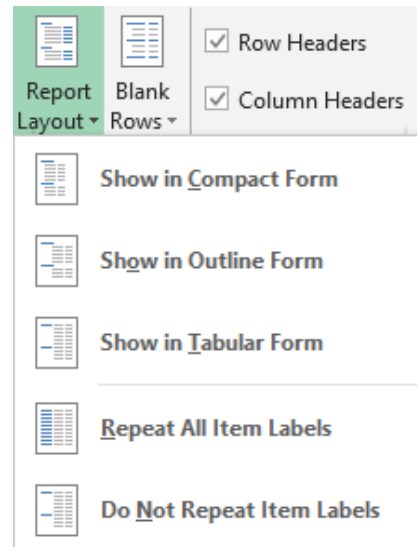 Report Layout
Blank Rows
Row Headers
Column Headers
Show in Compact Form
Show in Outline Form
Show in Tabular Form
Repeat All Item Labels
Do Not Repeat Item Labels